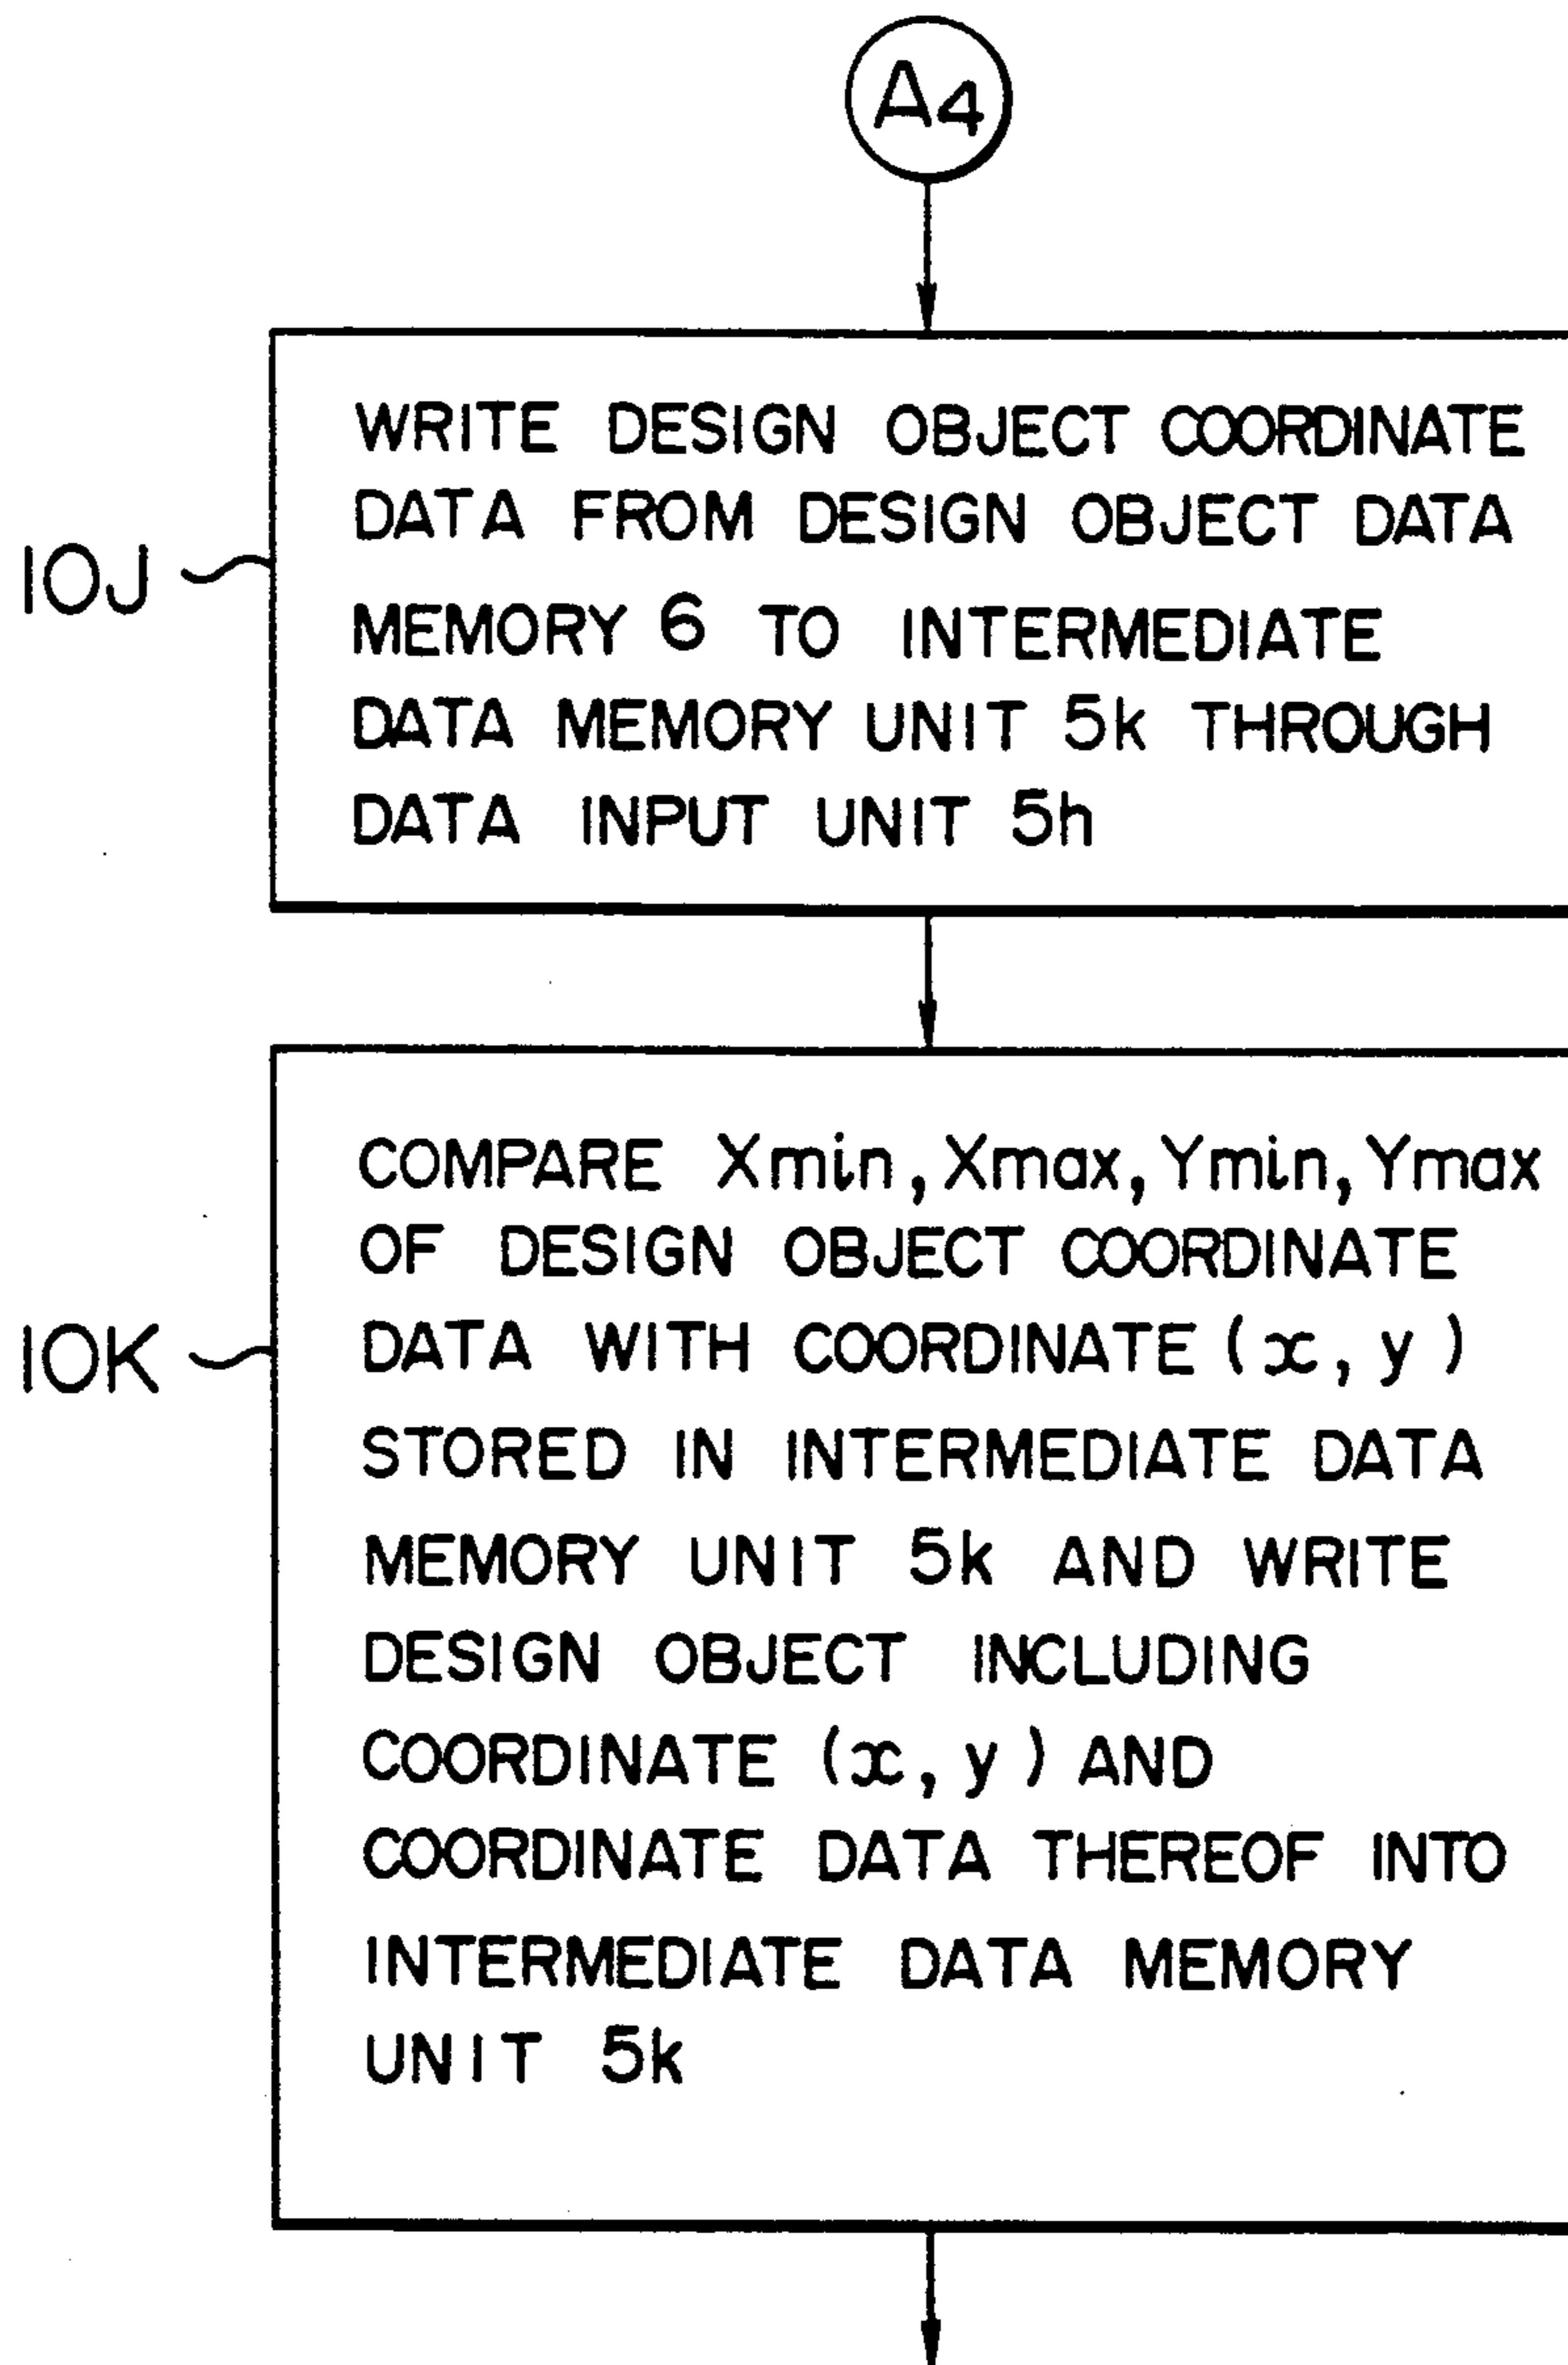 A4
WRITE DESIGN OBJECT COORDINATE
DATA FROM DESIGN OBJECT DATA
MEMORY 6 TO INTERMEDIATE
DATA MEMORY UNIT 5k THROUGH
DATA INPUT UNIT 5h
10J
COMPARE Xmin, Xmax, Ymin, Ymax
OF DESIGN OBJECT COORDINATE
DATA WITH COORDINATE (x, y)
STORED IN INTERMEDIATE DATA
MEMORY UNIT 5k AND WRITE
DESIGN OBJECT INCLUDING
COORDINATE (x, y) AND
COORDINATE DATA THEREOF INTO
INTERMEDIATE DATA MEMORY
UNIT 5k
10K